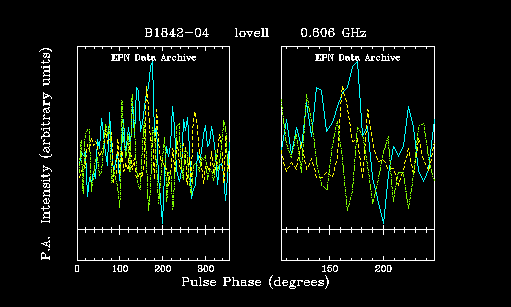 B1842-04 lovell 0.606 GHz
EPN Data Archive EPN Data Archive
P.A. Intensity (arbitrary units)
0 100 200 300 150 200
Pulse Phase (degrees)